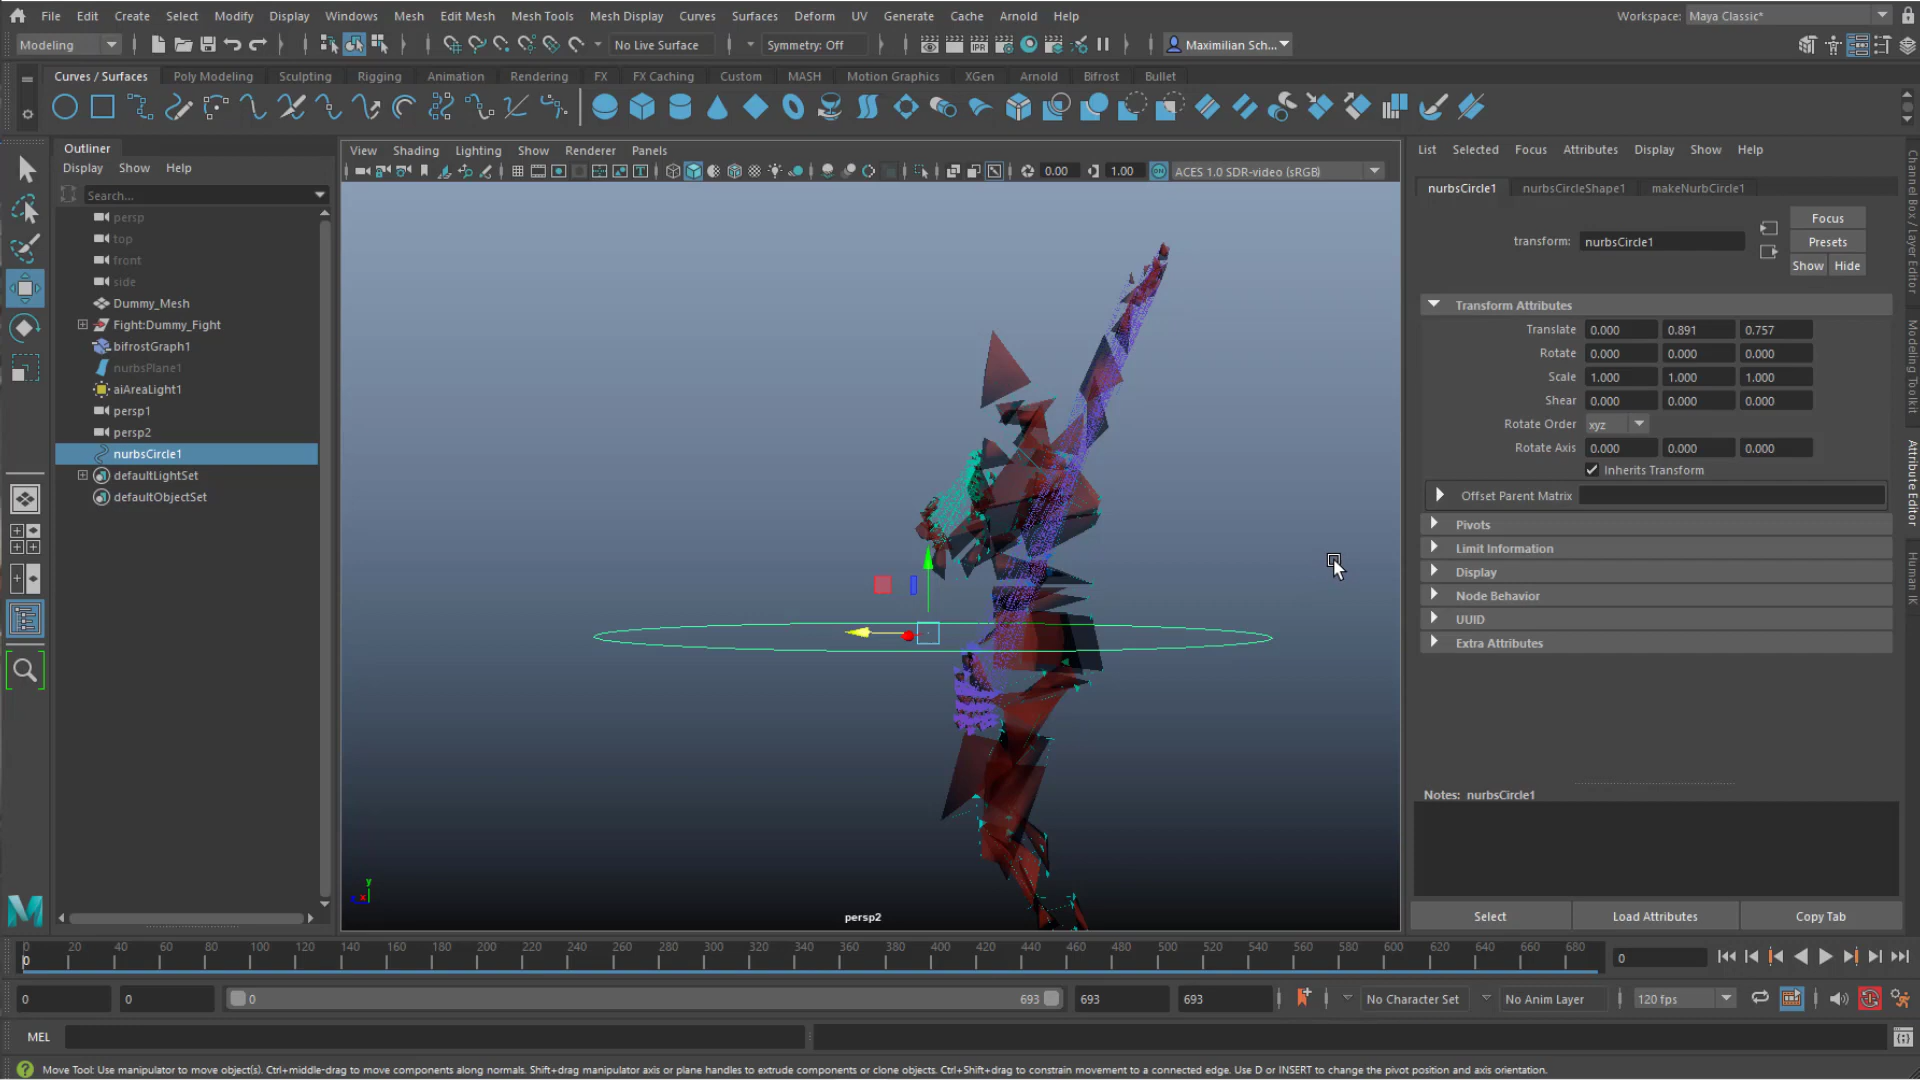 File Edit Create Select Modify Display Windows Mesh Edit Mesh Mesh Tools Mesh Display Curves Surfaces Deform UV Generate Cache Arnold Help Workspace: Maya Classic*
Modeling No Live Surface Symmetry: Off IPR Maximilian Sch...
Curves / Surfaces Poly Modeling Sculpting Rigging Animation Rendering FX FX Caching Custom MASH Motion Graphics XGen Arnold Bifrost Bullet
Outliner
Display Show Help
Search...
persp
top
front
side
Dummy_Mesh
Fight:Dummy_Fight
bifrostGraph1
nurbsPlane1
aiAreaLight1
persp1
persp2
nurbsCircle1
defaultLightSet
defaultObjectSet
View Shading Lighting Show Renderer Panels
0.00 1.00 ON ACES 1.0 SDR-video (sRGB)
y
x
persp2
List Selected Focus Attributes Display Show Help
nurbsCircle1 nurbsCircleShape1 makeNurbCircle1
Focus
transform: nurbsCircle1 Presets
Show Hide
Transform Attributes
Translate 0.000 0.891 0.757
Rotate 0.000 0.000 0.000
Scale 1.000 1.000 1.000
Shear 0.000 0.000 0.000
Rotate Order xyz
Rotate Axis 0.000 0.000 0.000
Inherits Transform
Offset Parent Matrix
Pivots
Limit Information
Display
Node Behavior
UUID
Extra Attributes
Notes: nurbsCircle1
Select Load Attributes Copy Tab
Channel Box / Layer Editor
Modeling Toolkit
Attribute Editor
Human IK
0 20 40 60 80 100 120 140 160 180 200 220 240 260 280 300 320 340 360 380 400 420 440 460 480 500 520 540 560 580 600 620 640 660 680
0 0
0 0 0 693 693 693 No Character Set No Anim Layer 120 fps
MEL
Move Tool: Use manipulator to move object(s). Ctrl+middle-drag to move components along normals. Shift+drag manipulator axis or plane handles to extrude components or clone objects. Ctrl+Shift+drag to constrain movement to a connected edge. Use D or INSERT to change the pivot position and axis orientation.